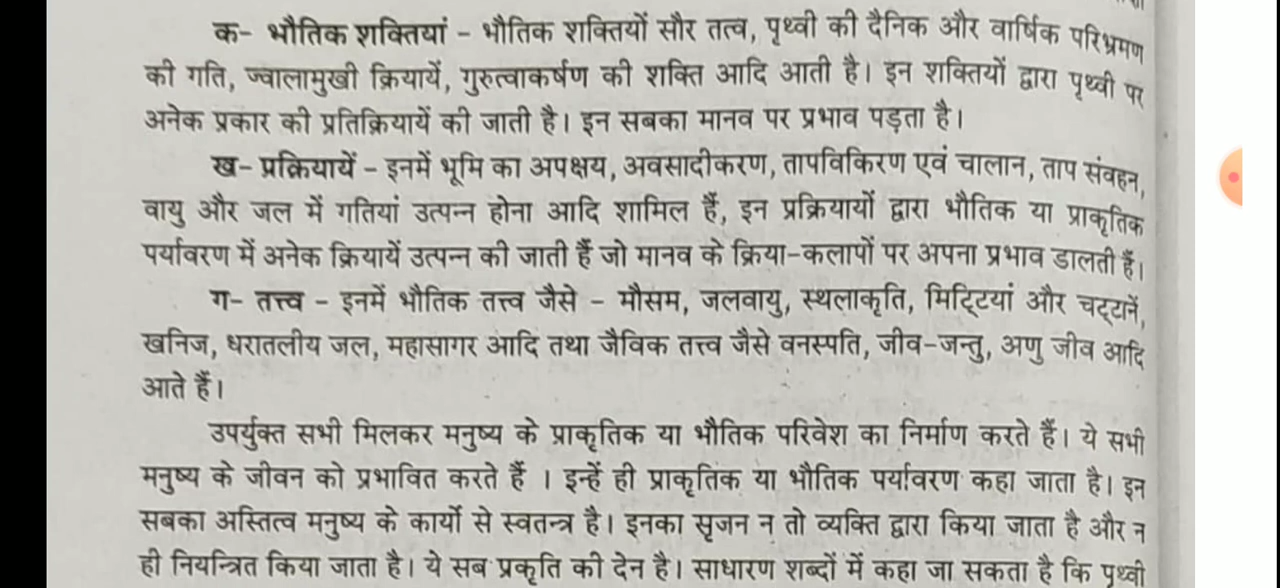 क- भौतिक शक्तियां - भौतिक शक्तियों सौर तत्व, पृथ्वी की दैनिक और वार्षिक परिभ्रमण
की गति, ज्वालामुखी क्रियायें, गुरुत्वाकर्षण की शक्ति आदि आती है। इन शक्तियों द्वारा पृथ्वी पर
अनेक प्रकार की प्रतिक्रियायें की जाती है। इन सबका मानव पर प्रभाव पड़ता है।
ख- प्रक्रियायें - इनमें भूमि का अपक्षय, अवसादीकरण, तापविकिरण एवं चालान, ताप संवहन,
वायु और जल में गतियां उत्पन्न होना आदि शामिल हैं, इन प्रक्रियायों द्वारा भौतिक या प्राकृतिक
पर्यावरण में अनेक क्रियायें उत्पन्न की जाती हैं जो मानव के क्रिया-कलापों पर अपना प्रभाव डालती हैं।
ग- तत्त्व - इनमें भौतिक तत्त्व जैसे - मौसम, जलवायु, स्थलाकृति, मिट्टियां और चट्टानें,
खनिज, धरातलीय जल, महासागर आदि तथा जैविक तत्त्व जैसे वनस्पति, जीव-जन्तु, अणु जीव आदि
आते हैं।
उपर्युक्त सभी मिलकर मनुष्य के प्राकृतिक या भौतिक परिवेश का निर्माण करते हैं। ये सभी
मनुष्य के जीवन को प्रभावित करते हैं । इन्हें ही प्राकृतिक या भौतिक पर्यावरण कहा जाता है। इन
सबका अस्तित्व मनुष्य के कार्यो से स्वतन्त्र है। इनका सृजन न तो व्यक्ति द्वारा किया जाता है और न
ही नियन्त्रित किया जाता है। ये सब प्रकृति की देन है। साधारण शब्दों में कहा जा सकता है कि पृथ्वी